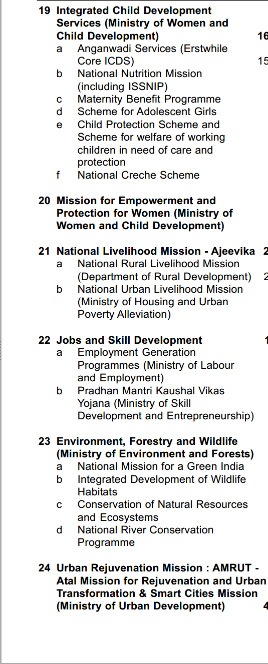 19 Integrated Child Development
Services (Ministry of Women and
Child Development) 16
a Anganwadi Services (Erstwhile
Core ICDS) 15
b National Nutrition Mission
(including ISSNIP)
c Maternity Benefit Programme
d Scheme for Adolescent Girls
e Child Protection Scheme and
Scheme for welfare of working
children in need of care and
protection
f National Creche Scheme
20 Mission for Empowerment and
Protection for Women (Ministry of
Women and Child Development)
21 National Livelihood Mission - Ajeevika 2
a National Rural Livelihood Mission
(Department of Rural Development) 2
b National Urban Livelihood Mission
(Ministry of Housing and Urban
Poverty Alleviation)
22 Jobs and Skill Development 1
a Employment Generation
Programmes (Ministry of Labour
and Employment)
b Pradhan Mantri Kaushal Vikas
Yojana (Ministry of Skill
Development and Entrepreneurship)
23 Environment, Forestry and Wildlife
(Ministry of Environment and Forests)
a National Mission for a Green India
b Integrated Development of Wildlife
Habitats
c Conservation of Natural Resources
and Ecosystems
d National River Conservation
Programme
24 Urban Rejuvenation Mission : AMRUT -
Atal Mission for Rejuvenation and Urban
Transformation & Smart Cities Mission
(Ministry of Urban Development) 4